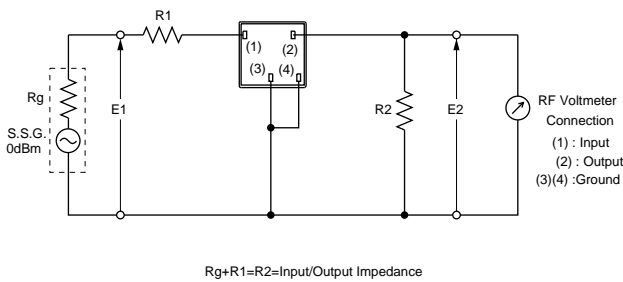 R1
(1)
(2)
(3)
(4)
Rg
E1
R2
E2
S.S.G.
0dBm
RF Voltmeter
Connection
(1) : Input
(2) : Output
(3)(4) :Ground
Rg+R1=R2=Input/Output Impedance